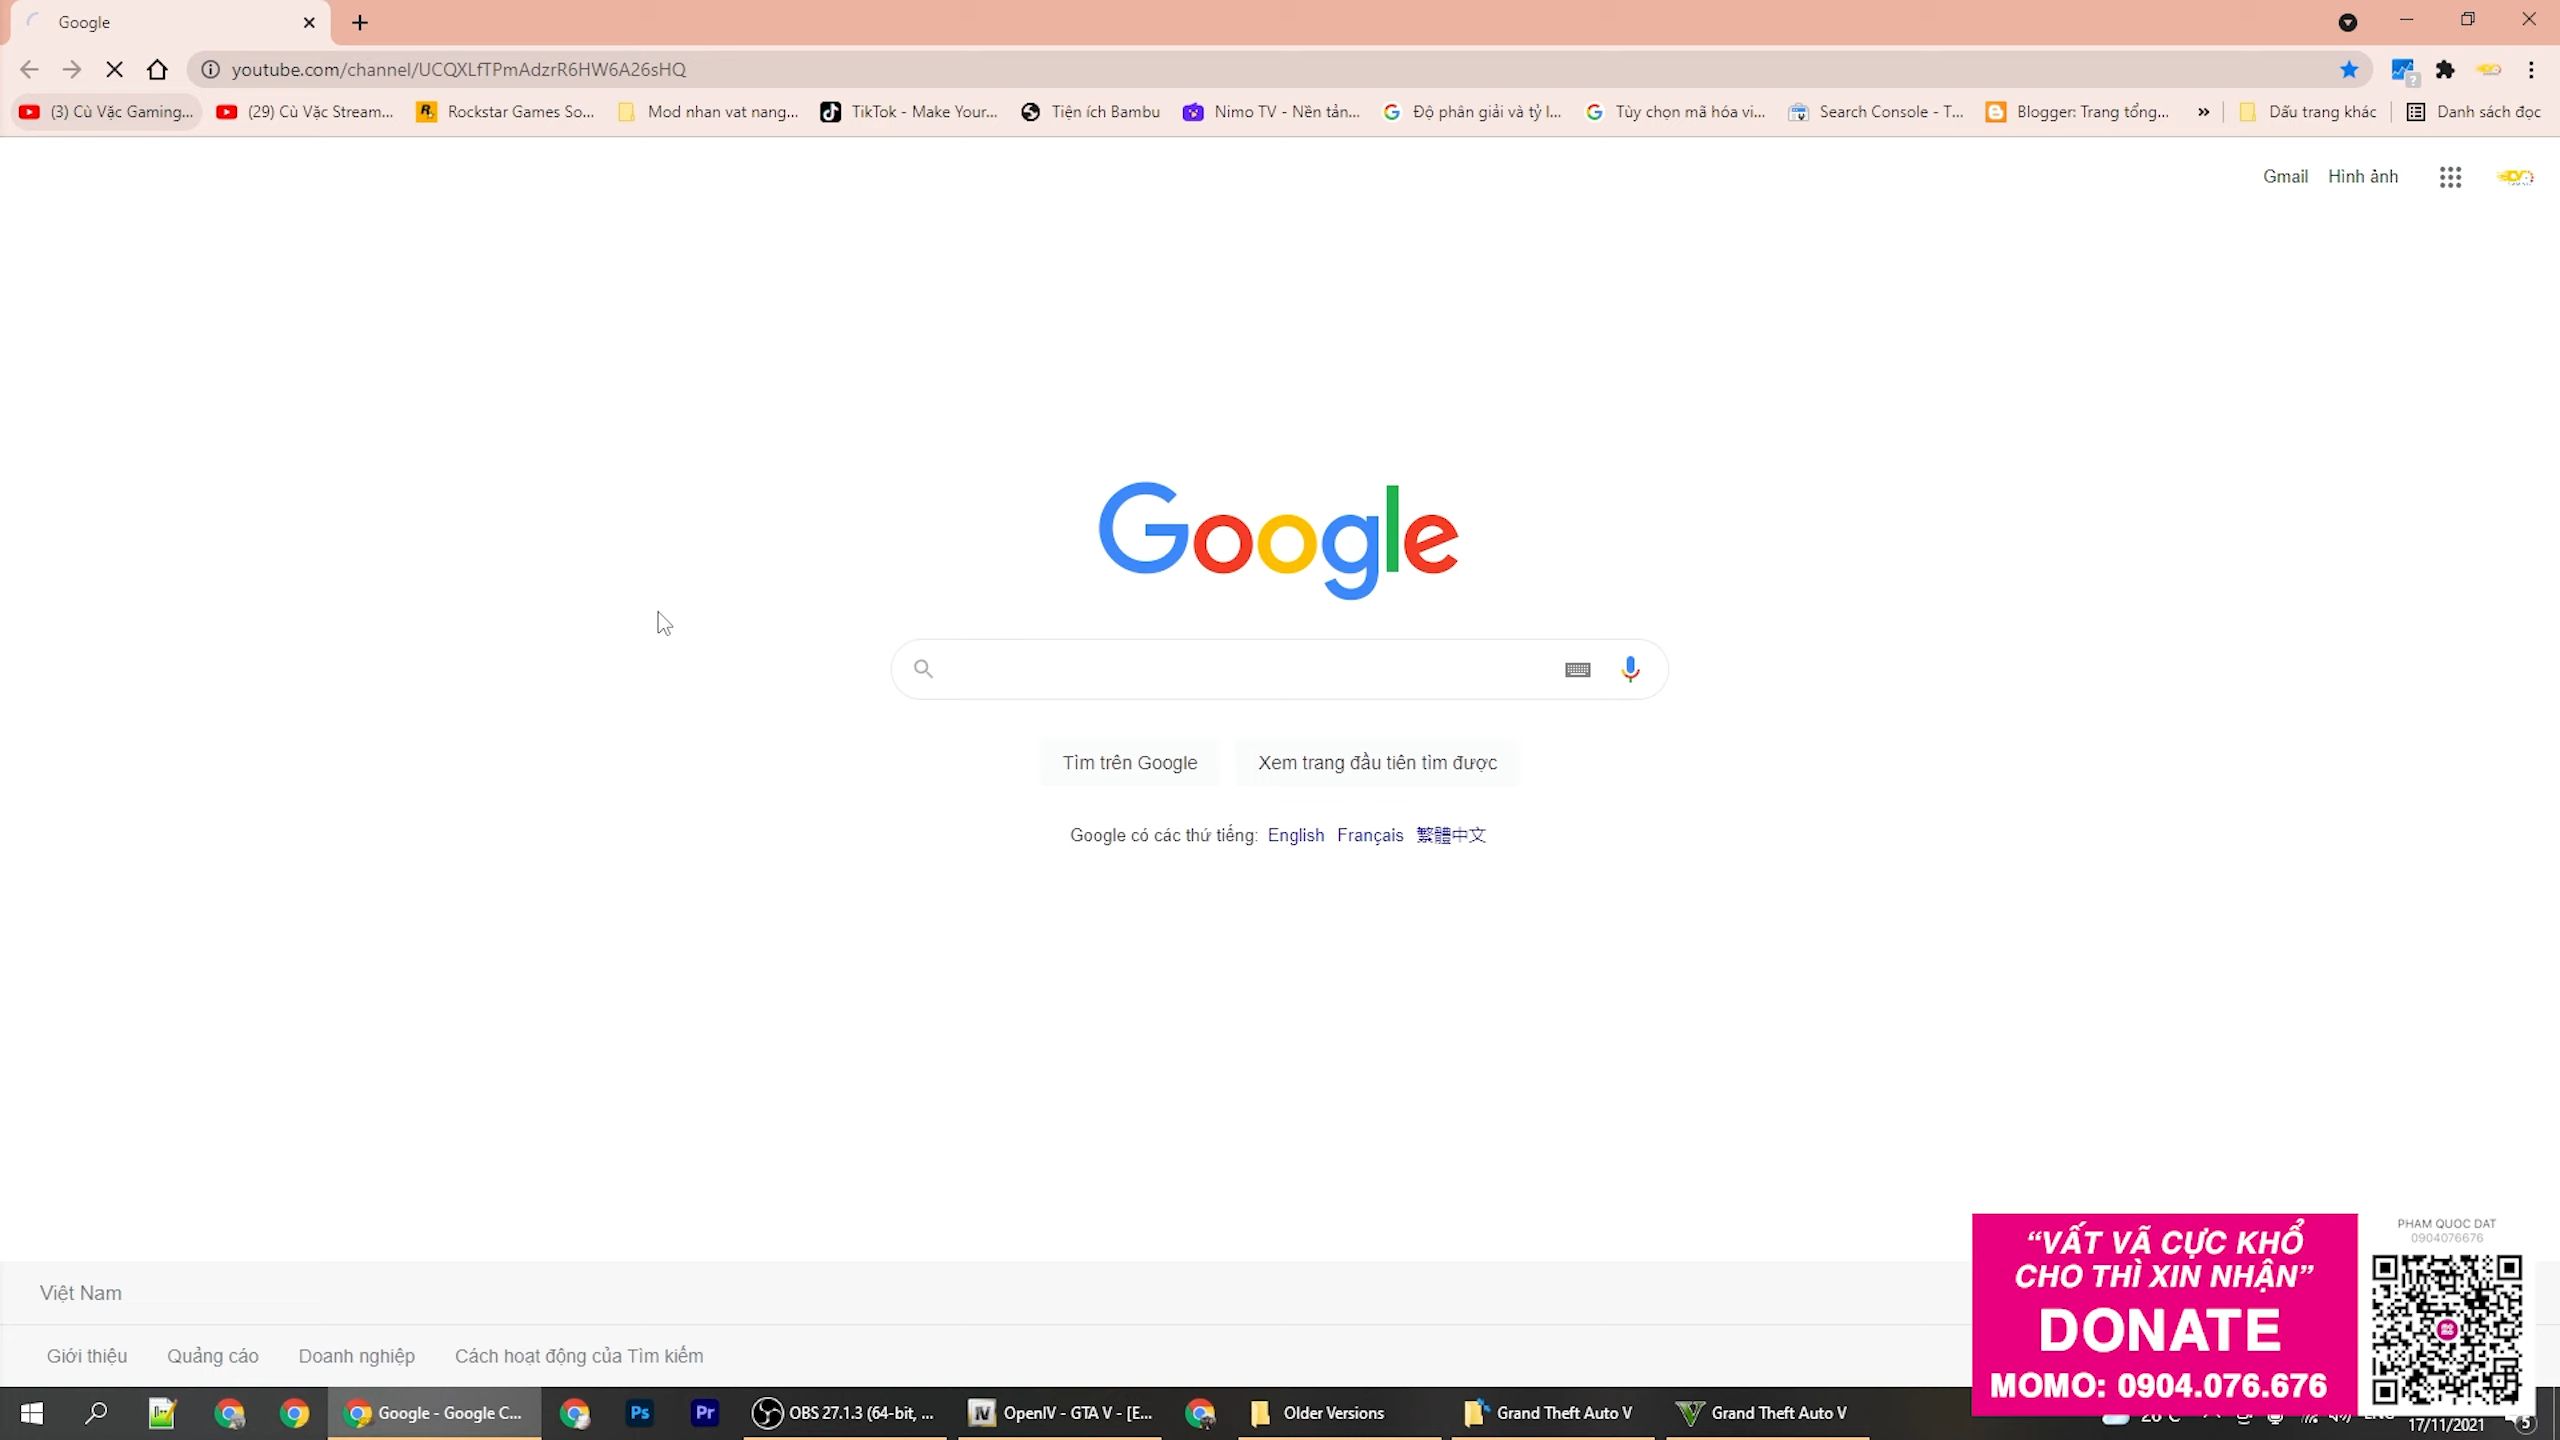 Google
youtube.com/channel/UCQXLfTPmAdzrR6HW6A26sHQ
(3) Cù Vặc Gaming...
(29) Cù Vặc Stream...
Rockstar Games So...
Mod nhan vat nang...
TikTok - Make Your...
Tiện ích Bambu
Nimo TV - Nền tản...
Độ phân giải và tỷ l...
Tùy chọn mã hóa vi...
Search Console - T...
Blogger: Trang tổng...
»
Dấu trang khác
Danh sách đọc
Gmail
Hình ảnh
Google
Tìm trên Google
Xem trang đầu tiên tìm được
Google có các thứ tiếng: English Français 繁體中文
Việt Nam
Giới thiệu
Quảng cáo
Doanh nghiệp
Cách hoạt động của Tìm kiếm
“VẤT VÃ CỰC KHỔ
CHO THÌ XIN NHẬN”
DONATE
MOMO: 0904.076.676
PHAM QUOC DAT
0904076676
Google - Google C...
Ps
Pr
OBS 27.1.3 (64-bit, ...
OpenIV - GTA V - [E...
Older Versions
Grand Theft Auto V
Grand Theft Auto V
17/11/2021
5